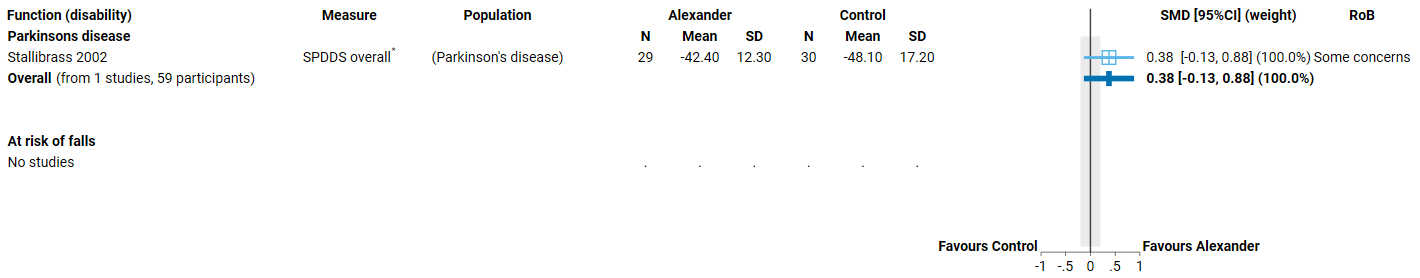 Function (disability) Measure Population Alexander Control SMD [95%CI] (weight) RoB
Parkinsons disease N Mean SD N Mean SD
Stallibrass 2002 SPDDS overall* (Parkinson's disease) 29 -42.40 12.30 30 -48.10 17.20 0.38 [-0.13, 0.88] (100.0%) Some concerns
Overall (from 1 studies, 59 participants) 0.38 [-0.13, 0.88] (100.0%)
At risk of falls
No studies . . . . . .
Favours Control Favours Alexander
-1 -.5 0 .5 1